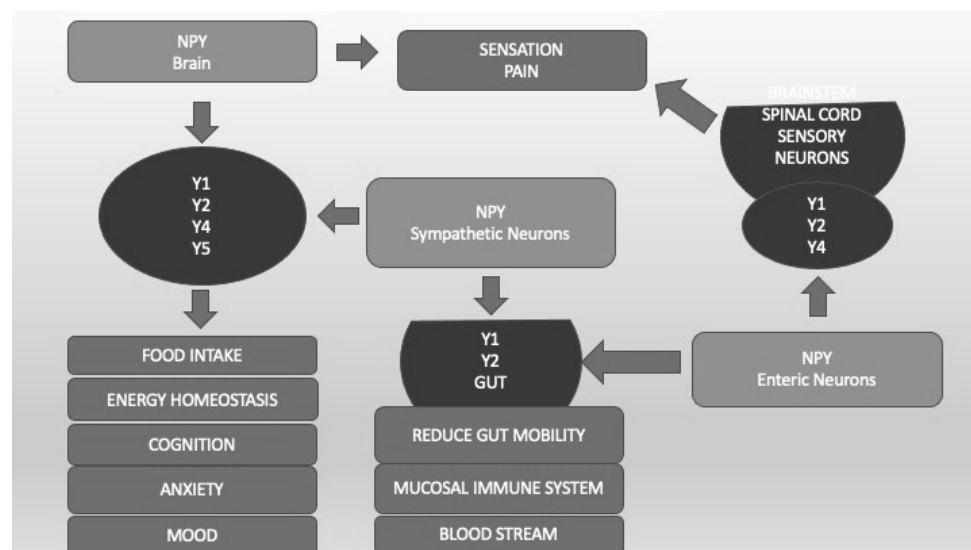 NPY
Brain
SENSATION
PAIN
BRAINSTEM
SPINAL CORD
SENSORY
NEURONS
Y1
Y2
Y4
Y5
NPY
Sympathetic Neurons
Y1
Y2
Y4
FOOD INTAKE
ENERGY HOMEOSTASIS
COGNITION
ANXIETY
MOOD
Y1
Y2
GUT
REDUCE GUT MOBILITY
MUCOSAL IMMUNE SYSTEM
BLOOD STREAM
NPY
Enteric Neurons